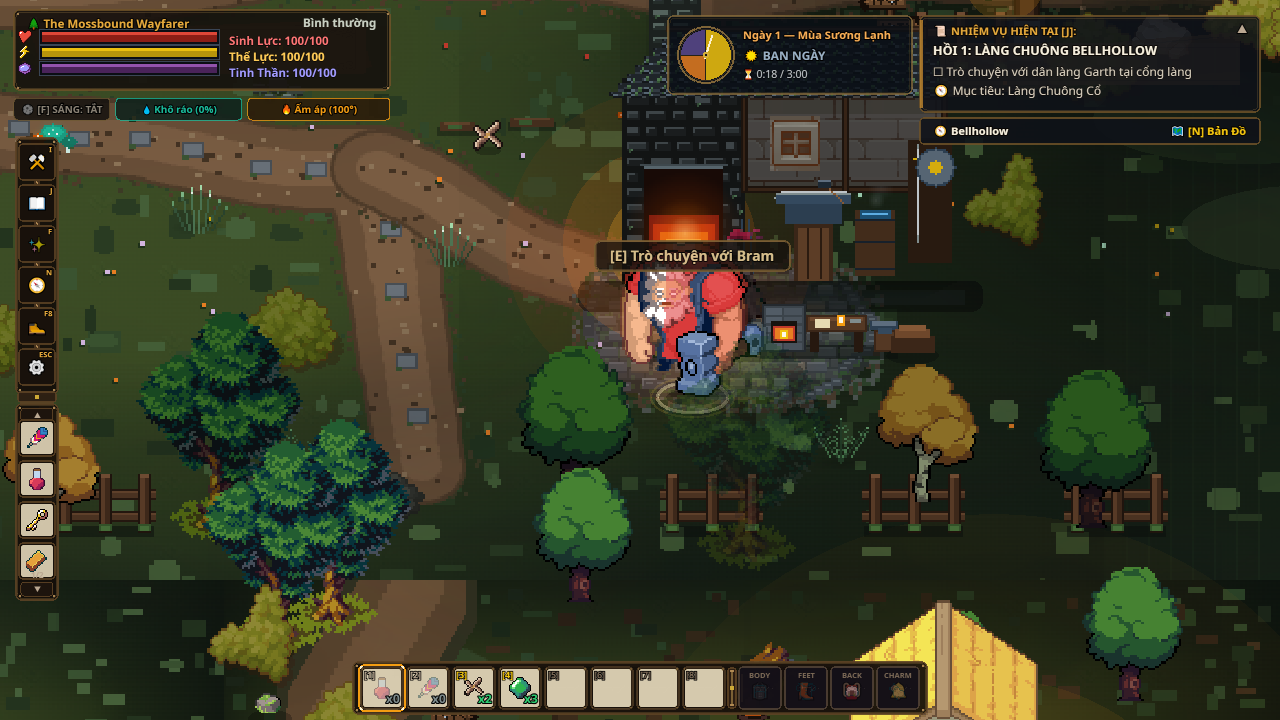 The Mossbound Wayfarer
Bình thường
Sinh Lực: 100/100
Thể Lực: 100/100
Tinh Thần: 100/100
[F] SÁNG: TẮT
Khô ráo (0%)
Ấm áp (100°)
Ngày 1 — Mùa Sương Lạnh
BAN NGÀY
0:18 / 3:00
NHIỆM VỤ HIỆN TẠI [J]:
HỒI 1: LÀNG CHUÔNG BELLHOLLOW
Trò chuyện với dân làng Garth tại cổng làng
Mục tiêu: Làng Chuông Cổ
Bellhollow
[N] Bản Đồ
I
J
F
N
F8
ESC
[E] Trò chuyện với Bram
[1]
x0
[2]
x0
[3]
x2
[4]
x3
[5]
[6]
[7]
[8]
BODY
FEET
BACK
CHARM